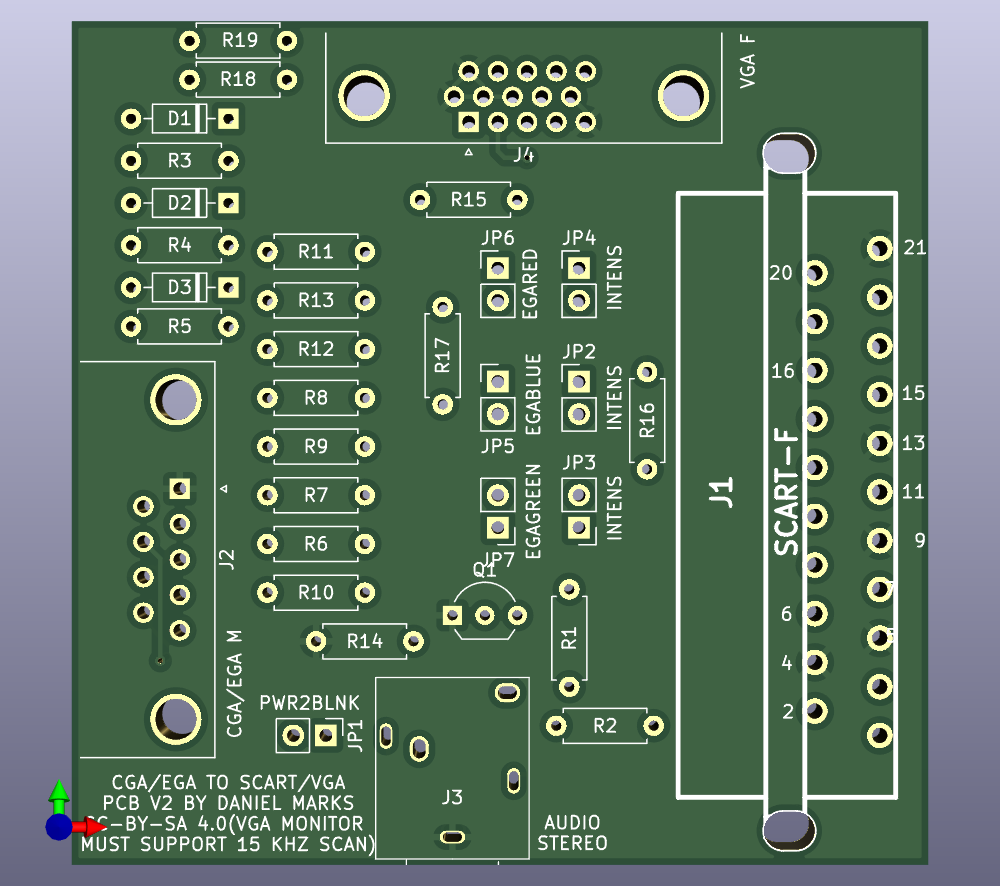 R19
VGA F
R18
D1
R3
J4
D2
R15
R4
JP6
JP4
21
R11
EGARED
INTENS
20
D3
R13
R5
R12
R17
JP2
16
R8
EGABLUE
INTENS
R16
15
R9
JP5
13
JP3
R7
EGAGREEN
INTENS
J1
SCART-F
11
J2
R6
JP7
9
Q1
R10
7
6
R14
R1
4
CGA/EGA M
PWR2BLNK
2
JP1
R2
CGA/EGA TO SCART/VGA
J3
PCB V2 BY DANIEL MARKS
-BY-SA 4.0(VGA MONITOR
AUDIO
MUST SUPPORT 15 KHZ SCAN)
STEREO